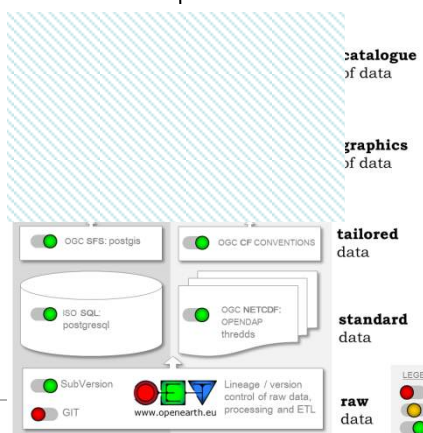 catalogue
of data
graphics
of data
OGC SFS: postgis
OGC CF CONVENTIONS
tailored
data
ISO SQL:
postgresql
OGC NETCDF:
OPENDAP
thredds
standard
data
SubVersion
GIT
www.openearth.eu
Lineage / version
control of raw data,
processing and ETL
raw
data